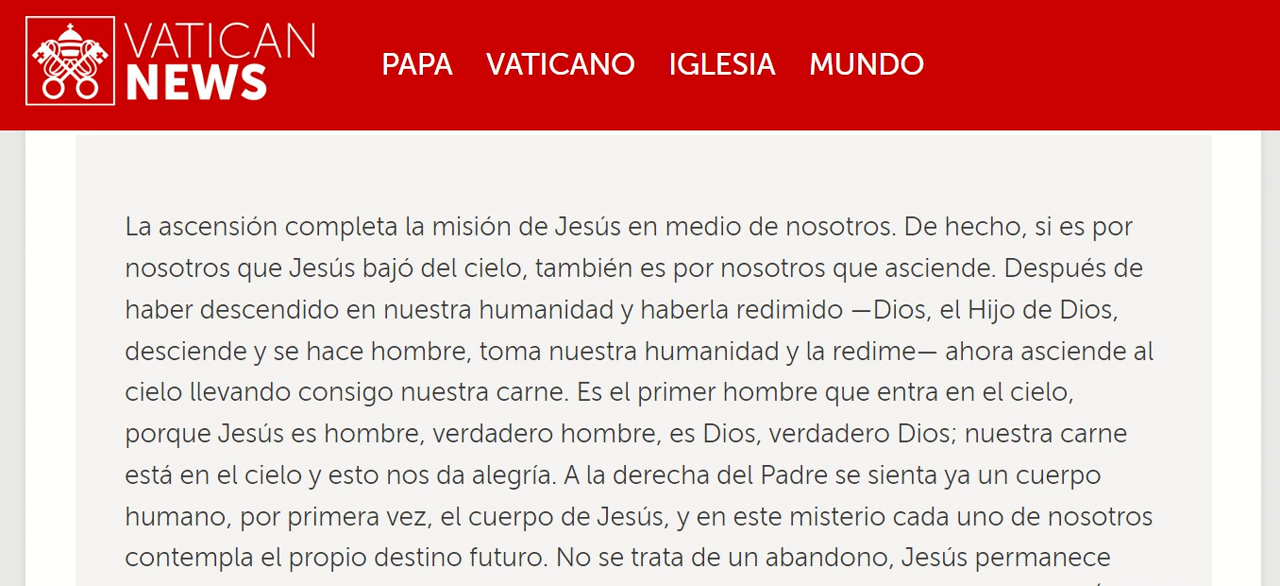 VATICAN
NEWS
PAPA VATICANO IGLESIA MUNDO
La ascensión completa la misión de Jesús en medio de nosotros. De hecho, si es por
nosotros que Jesús bajó del cielo, también es por nosotros que asciende. Después de
haber descendido en nuestra humanidad y haberla redimido —Dios, el Hijo de Dios,
desciende y se hace hombre, toma nuestra humanidad y la redime— ahora asciende al
cielo llevando consigo nuestra carne. Es el primer hombre que entra en el cielo,
porque Jesús es hombre, verdadero hombre, es Dios, verdadero Dios; nuestra carne
está en el cielo y esto nos da alegría. A la derecha del Padre se sienta ya un cuerpo
humano, por primera vez, el cuerpo de Jesús, y en este misterio cada uno de nosotros
contempla el propio destino futuro. No se trata de un abandono, Jesús permanece